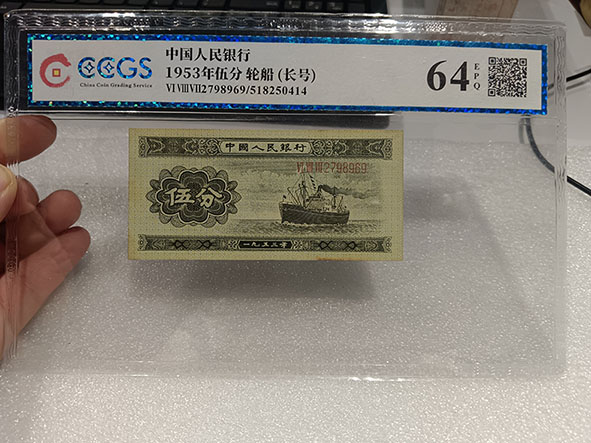 CCGS
China Coin Grading Service
中国人民银行
1953年伍分 轮船 (长号)
VI VIII VII2798969/518250414
64
EPQ
中國人民銀行
VI VIII VII 2798969
伍分
一九五三年